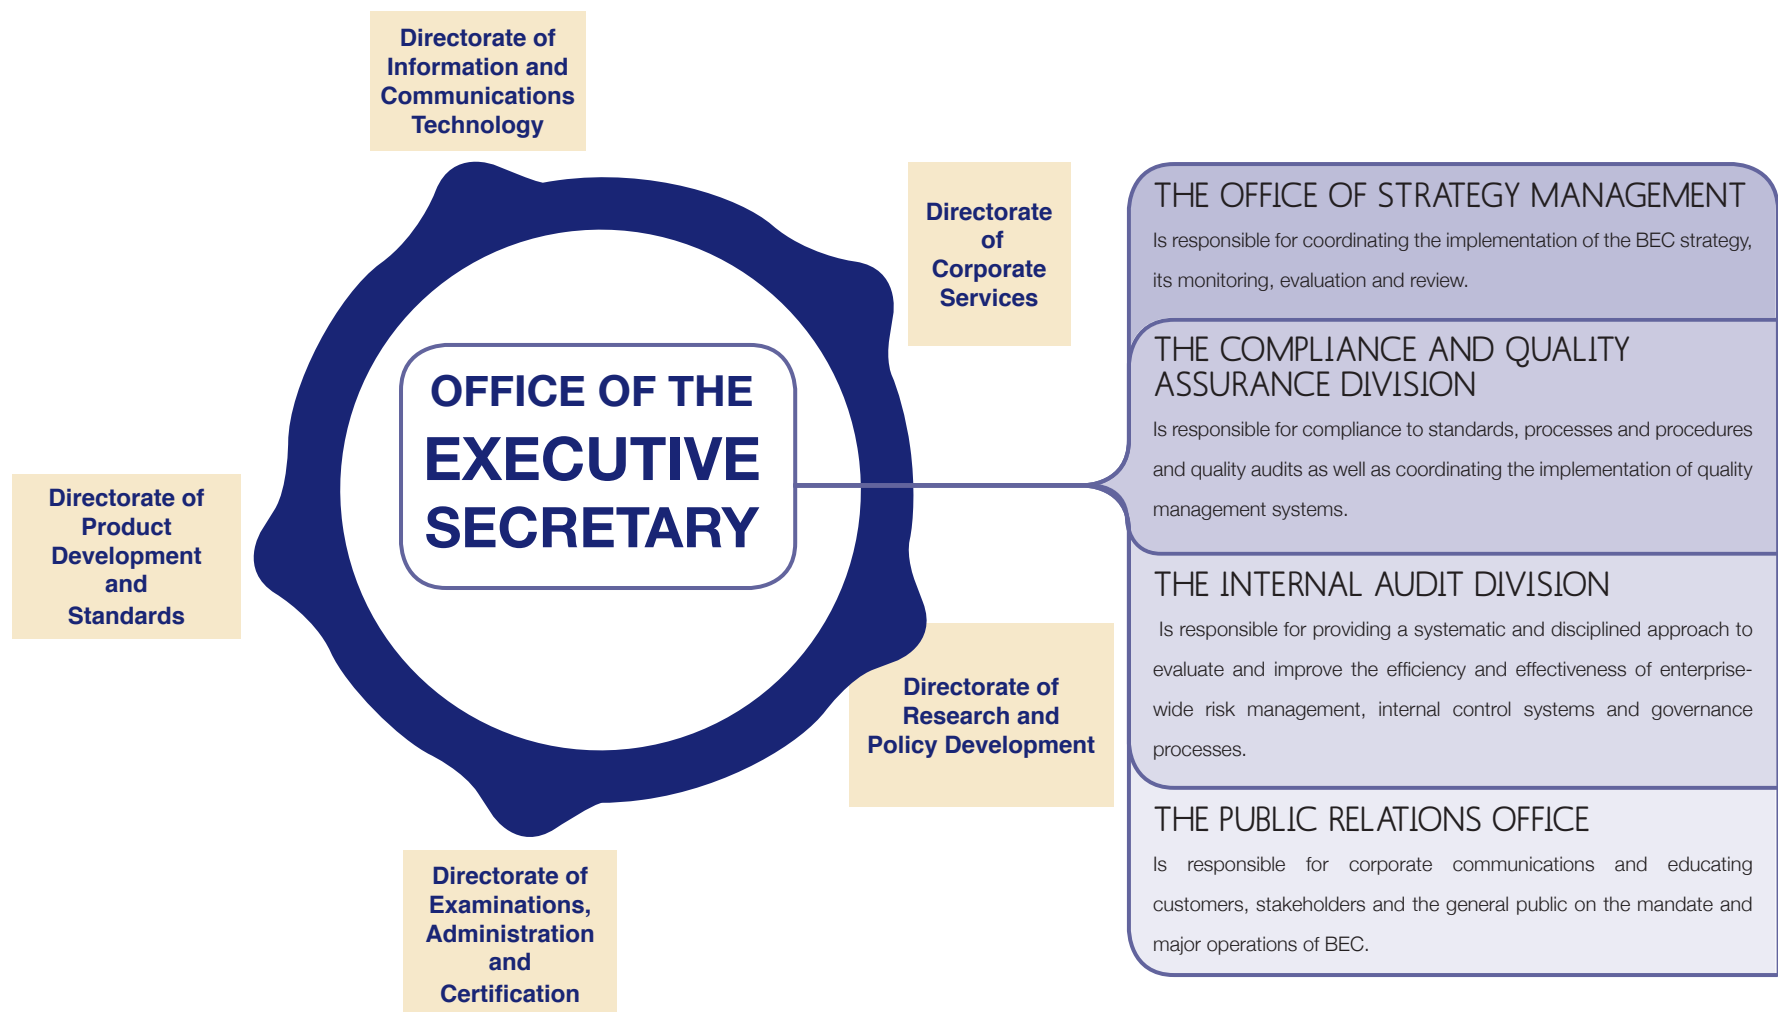 Directorate of
Information and
Communications
Technology
Directorate
of
Corporate
Services
OFFICE OF THE
EXECUTIVE
SECRETARY
Directorate of
Product
Development
and
Standards
Directorate of
Research and
Policy Development
Directorate of
Examinations,
Administration
and
Certification
THE OFFICE OF STRATEGY MANAGEMENT
Is responsible for coordinating the implementation of the BEC strategy,
its monitoring, evaluation and review.
THE COMPLIANCE AND QUALITY
ASSURANCE DIVISION
Is responsible for compliance to standards, processes and procedures
and quality audits as well as coordinating the implementation of quality
management systems.
THE INTERNAL AUDIT DIVISION
Is responsible for providing a systematic and disciplined approach to
evaluate and improve the efficiency and effectiveness of enterprise-
wide risk management, internal control systems and governance
processes.
THE PUBLIC RELATIONS OFFICE
Is responsible for corporate communications and educating
customers, stakeholders and the general public on the mandate and
major operations of BEC.